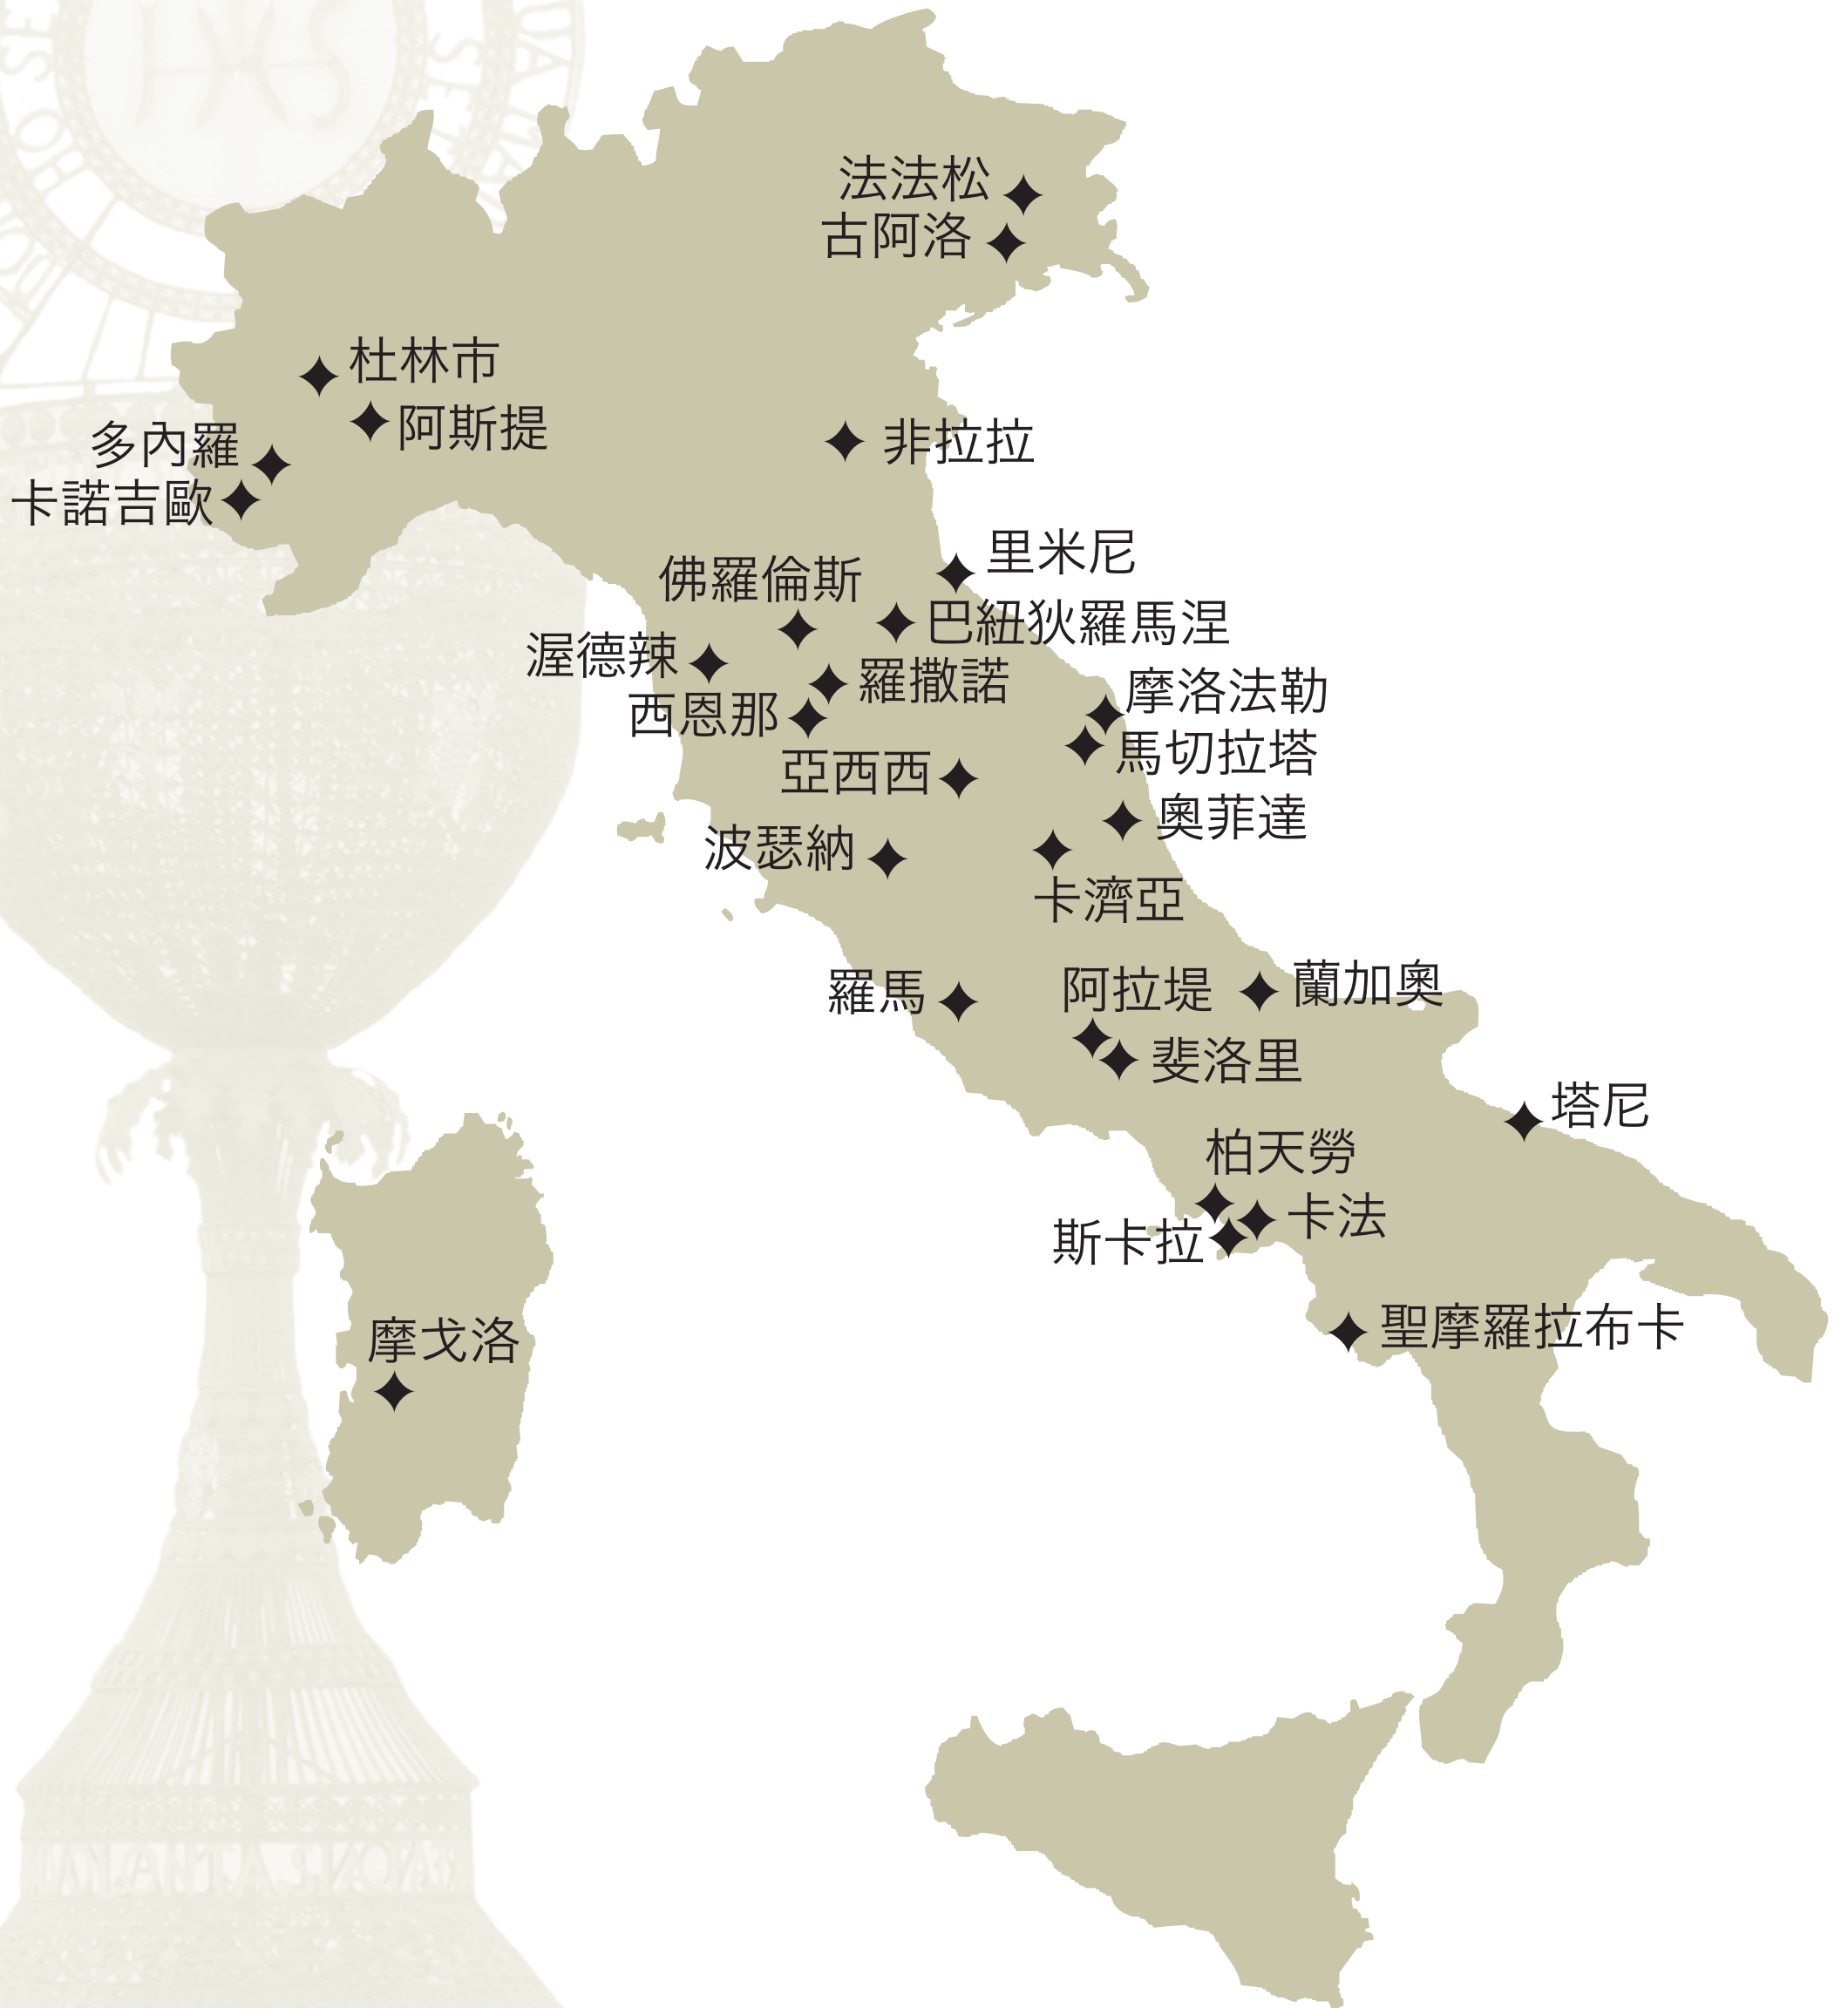 法法松
古阿洛
杜林市
阿斯提
多內羅
卡諾吉歐
非拉拉
里米尼
佛羅倫斯
巴紐狄羅馬涅
渥德辣
羅撒諾
西恩那
摩洛法勒
馬切拉塔
亞西西
奧菲達
波瑟納
卡濟亞
羅馬
阿拉堤
蘭加奧
斐洛里
塔尼
柏天勞
卡法
斯卡拉
聖摩羅拉布卡
摩戈洛
IHS